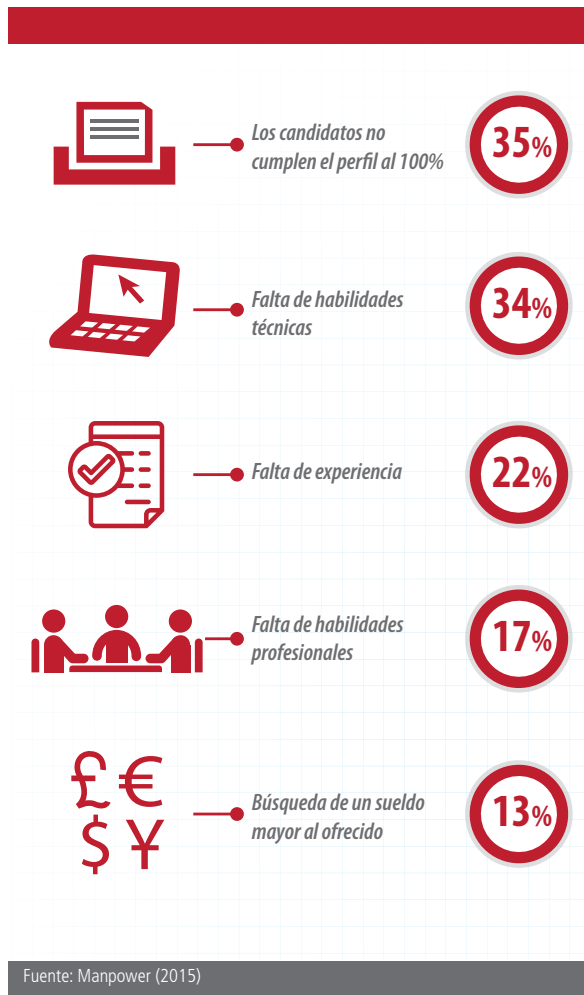 Los candidatos no
cumplen el perfil al 100%
35%
Falta de habilidades
técnicas
34%
Falta de experiencia
22%
Falta de habilidades
profesionales
17%
£ €
$ ¥
Búsqueda de un sueldo
mayor al ofrecido
13%
Fuente: Manpower (2015)